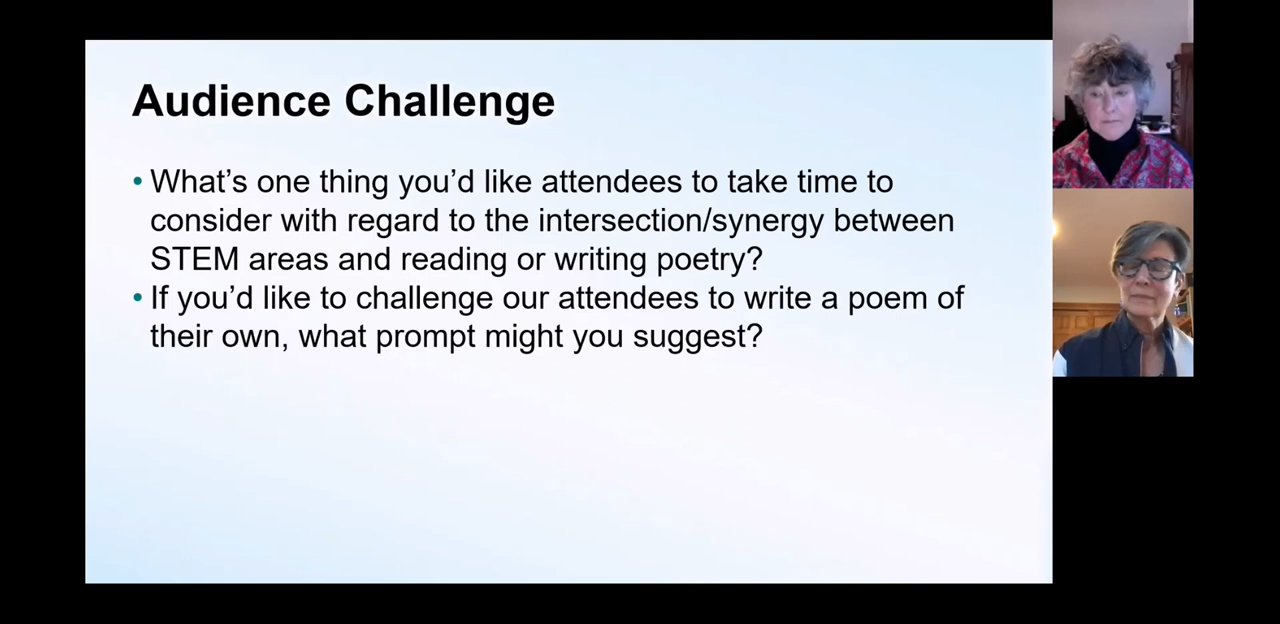 Audience Challenge
• What’s one thing you’d like attendees to take time to
consider with regard to the intersection/synergy between
STEM areas and reading or writing poetry?
• If you’d like to challenge our attendees to write a poem of
their own, what prompt might you suggest?